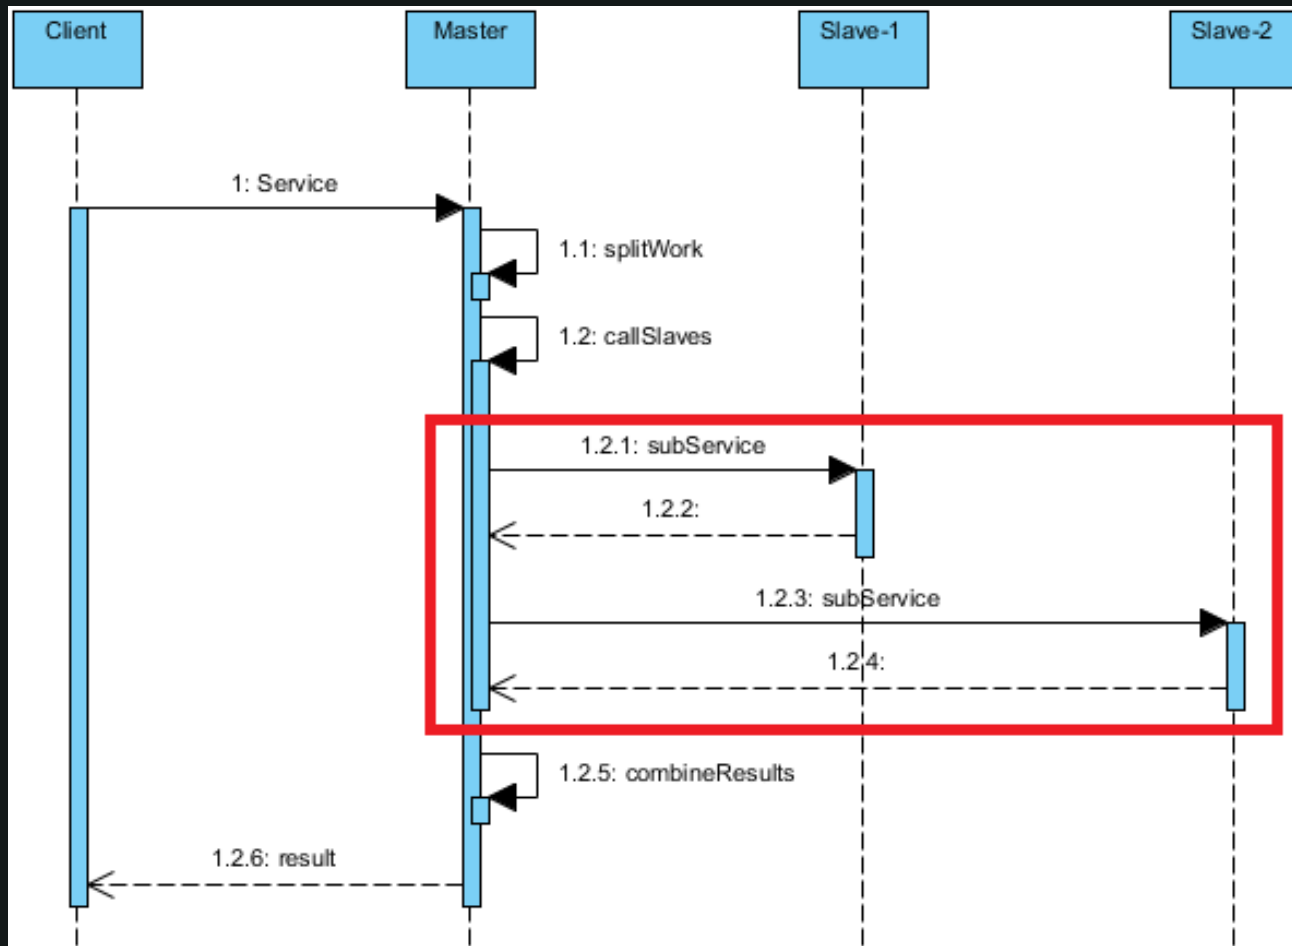 Client
Master
Slave-1
Slave-2
1: Service
1.1: splitWork
1.2: callSlaves
1.2.1: subService
1.2.2:
1.2.3: subService
1.2.4:
1.2.5: combineResults
1.2.6: result